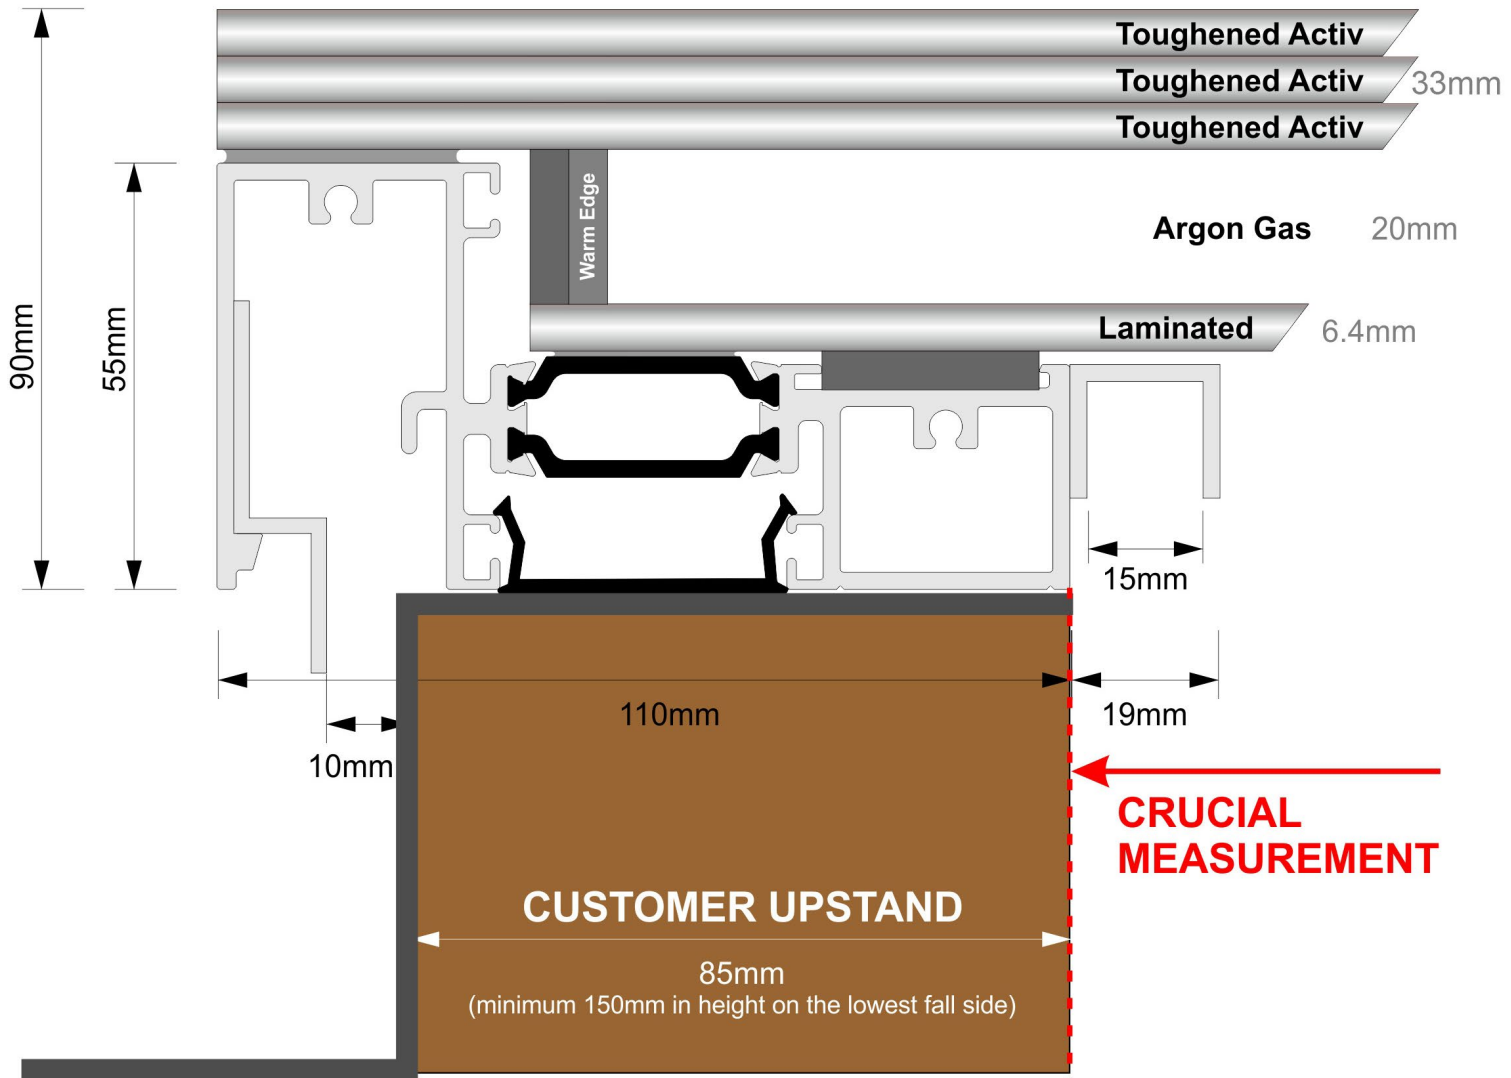 Toughened Activ
Toughened Activ
33mm
Toughened Activ
Warm Edge
Argon Gas
20mm
Laminated
6.4mm
90mm
55mm
15mm
110mm
19mm
10mm
CRUCIAL
MEASUREMENT
CUSTOMER UPSTAND
85mm
(minimum 150mm in height on the lowest fall side)